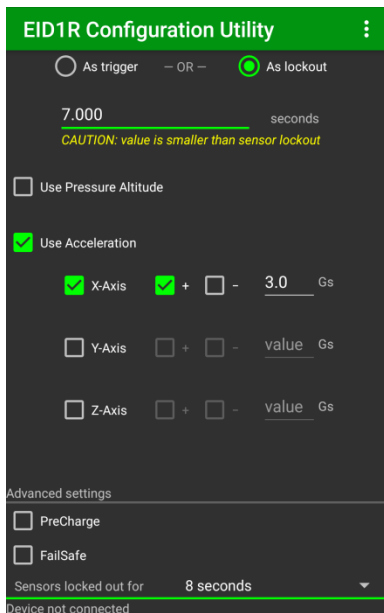 EID1R Configuration Utility
As trigger — OR — As lockout
7.000 seconds
CAUTION: value is smaller than sensor lockout
Use Pressure Altitude
Use Acceleration
X-Axis + - 3.0 Gs
Y-Axis + - value Gs
Z-Axis + - value Gs
Advanced settings
PreCharge
FailSafe
Sensors locked out for 8 seconds
Device not connected